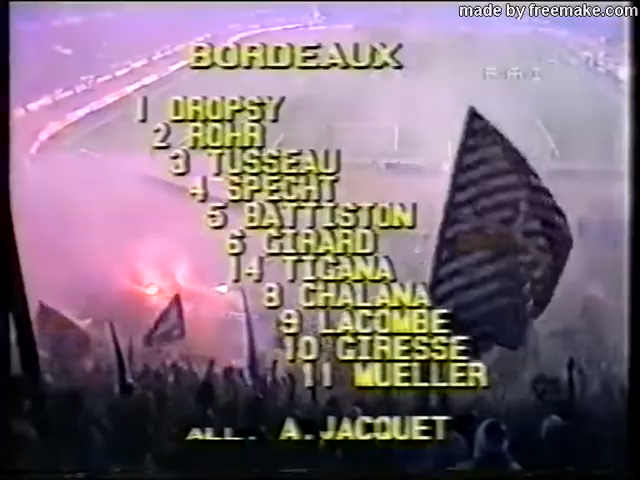 made by freemake.com
BORDEAUX
RAI
1 DROPSY
2 ROHR
3 TUSSEAU
4 SPECHT
5 BATTISTON
6 GIRARD
14 TIGANA
8 CHALANA
9 LACOMBE
10 GIRESSE
11 MUELLER
ALL. A.JACQUET